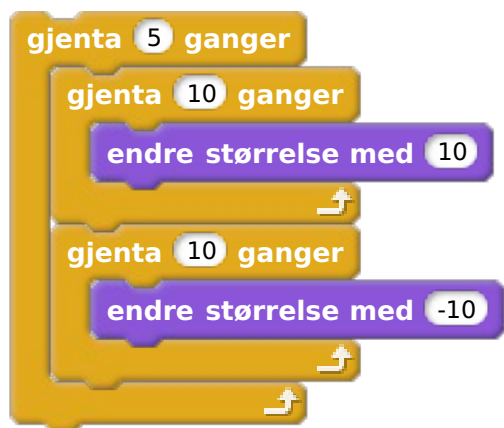 gjenta 5 ganger
gjenta 10 ganger
endre størrelse med 10
gjenta 10 ganger
endre størrelse med -10